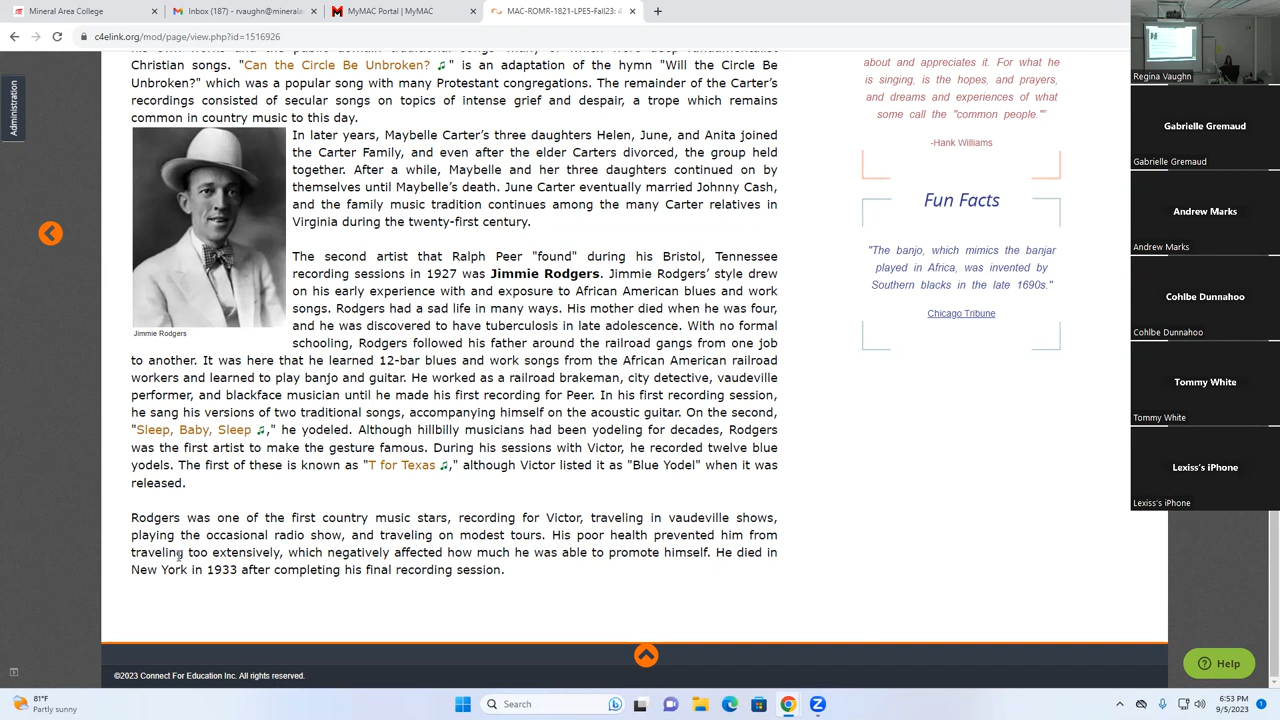 Mineral Area College
Inbox (187) - rvaughn@mineral
MyMAC Portal | MyMAC
MAC-ROMR-1821-LPE5-Fall23: 4
c4elink.org/mod/page/view.php?id=1516926
Administration
Christian songs. "Can the Circle Be Unbroken? ♫" is an adaptation of the hymn "Will the Circle Be
Unbroken?" which was a popular song with many Protestant congregations. The remainder of the Carter's
recordings consisted of secular songs on topics of intense grief and despair, a trope which remains
common in country music to this day.
In later years, Maybelle Carter's three daughters Helen, June, and Anita joined
the Carter Family, and even after the elder Carters divorced, the group held
together. After a while, Maybelle and her three daughters continued on by
themselves until Maybelle's death. June Carter eventually married Johnny Cash,
and the family music tradition continues among the many Carter relatives in
Virginia during the twenty-first century.
The second artist that Ralph Peer "found" during his Bristol, Tennessee
recording sessions in 1927 was Jimmie Rodgers. Jimmie Rodgers' style drew
on his early experience with and exposure to African American blues and work
songs. Rodgers had a sad life in many ways. His mother died when he was four,
and he was discovered to have tuberculosis in late adolescence. With no formal
schooling, Rodgers followed his father around the railroad gangs from one job
Jimmie Rodgers
to another. It was here that he learned 12-bar blues and work songs from the African American railroad
workers and learned to play banjo and guitar. He worked as a railroad brakeman, city detective, vaudeville
performer, and blackface musician until he made his first recording for Peer. In his first recording session,
he sang his versions of two traditional songs, accompanying himself on the acoustic guitar. On the second,
"Sleep, Baby, Sleep ♫," he yodeled. Although hillbilly musicians had been yodeling for decades, Rodgers
was the first artist to make the gesture famous. During his sessions with Victor, he recorded twelve blue
yodels. The first of these is known as "T for Texas ♫," although Victor listed it as "Blue Yodel" when it was
released.
Rodgers was one of the first country music stars, recording for Victor, traveling in vaudeville shows,
playing the occasional radio show, and traveling on modest tours. His poor health prevented him from
traveling too extensively, which negatively affected how much he was able to promote himself. He died in
New York in 1933 after completing his final recording session.
about and appreciates it. For what he
is singing, is the hopes, and prayers,
and dreams and experiences of what
some call the "common people.""
-Hank Williams
Fun Facts
"The banjo, which mimics the banjar
played in Africa, was invented by
Southern blacks in the late 1690s."
Chicago Tribune
Regina Vaughn
Gabrielle Gremaud
Gabrielle Gremaud
Andrew Marks
Andrew Marks
Cohlbe Dunnahoo
Cohlbe Dunnahoo
Tommy White
Tommy White
Lexiss's iPhone
Lexiss's iPhone
©2023 Connect For Education Inc. All rights reserved.
Help
81°F
Partly sunny
Search
6:53 PM
9/5/2023